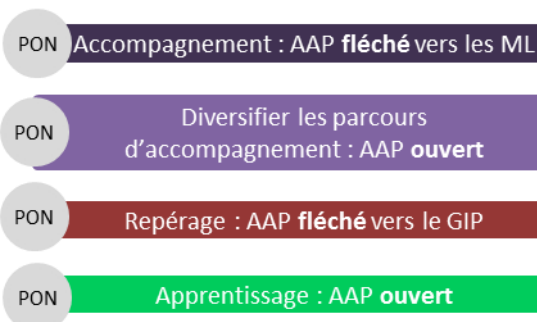 PON Accompagnement : AAP fléché vers les ML
PON Diversifier les parcours
d’accompagnement : AAP ouvert
PON Repérage : AAP fléché vers le GIP
PON Apprentissage : AAP ouvert